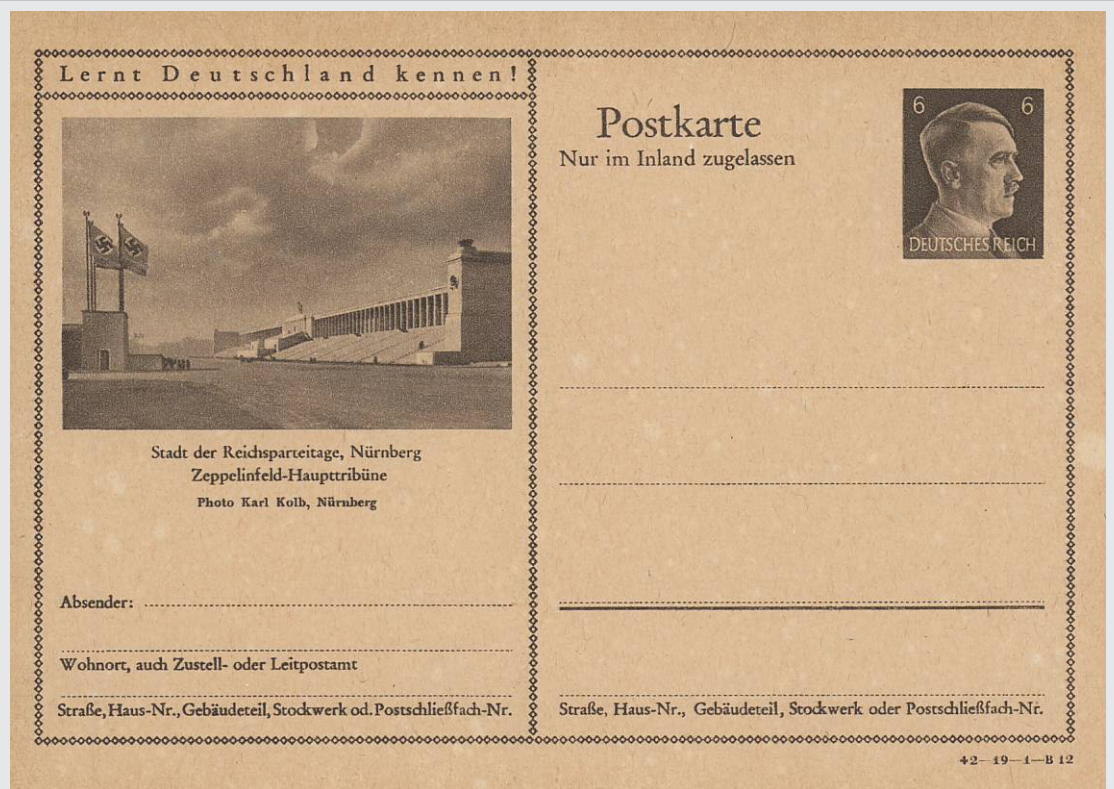 Lernt Deutschland kennen!
Stadt der Reichsparteitage, Nürnberg
Zeppelinfeld-Haupttribüne
Photo Karl Kolb, Nürnberg
Absender:
Wohnort, auch Zustell- oder Leitpostamt
Straße, Haus-Nr., Gebäudeteil, Stockwerk od. Postschließfach-Nr.
Postkarte
Nur im Inland zugelassen
6 6
DEUTSCHES REICH
Straße, Haus-Nr., Gebäudeteil, Stockwerk oder Postschließfach-Nr.
42—19—1—B 12